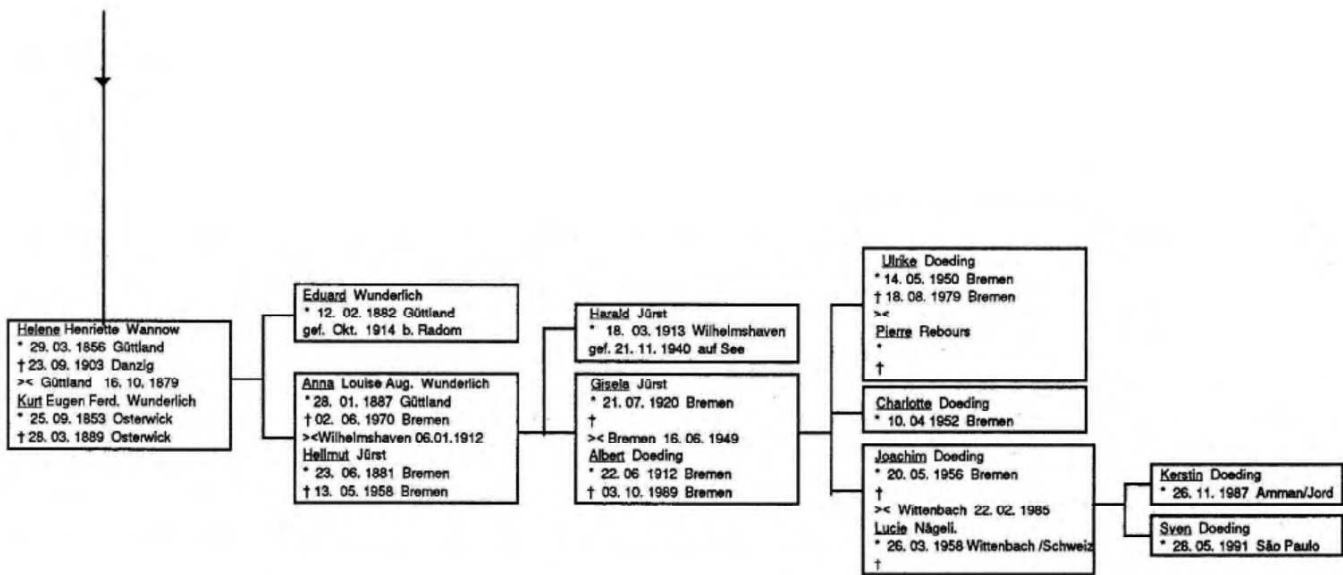 Helene Henriette Wannow
* 29. 03. 1856 Güttland
† 23. 09. 1903 Danzig
>< Güttland 16. 10. 1879
Kurt Eugen Ferd. Wunderlich
* 25. 09. 1853 Osterwick
† 28. 03. 1889 Osterwick
Eduard Wunderlich
* 12. 02. 1882 Güttland
gef. Okt. 1914 b. Radom
Anna Louise Aug. Wunderlich
* 28. 01. 1887 Güttland
† 02. 06. 1970 Bremen
><Wilhelmshaven 06.01.1912
Hellmut Jürst
* 23. 06. 1881 Bremen
† 13. 05. 1958 Bremen
Harald Jürst
* 18. 03. 1913 Wilhelmshaven
gef. 21. 11. 1940 auf See
Gisela Jürst
* 21. 07. 1920 Bremen
†
>< Bremen 16. 06. 1949
Albert Doeding
* 22. 06 1912 Bremen
† 03. 10. 1989 Bremen
Ulrike Doeding
* 14. 05. 1950 Bremen
† 18. 08. 1979 Bremen
><
Pierre Rebours
*
†
Charlotte Doeding
* 10. 04 1952 Bremen
Joachim Doeding
* 20. 05. 1956 Bremen
†
>< Wittenbach 22. 02. 1985
Lucie Nägeli.
* 26. 03. 1958 Wittenbach /Schweiz
†
Kerstin Doeding
* 26. 11. 1987 Amman/Jord
Sven Doeding
* 28. 05. 1991 São Paulo